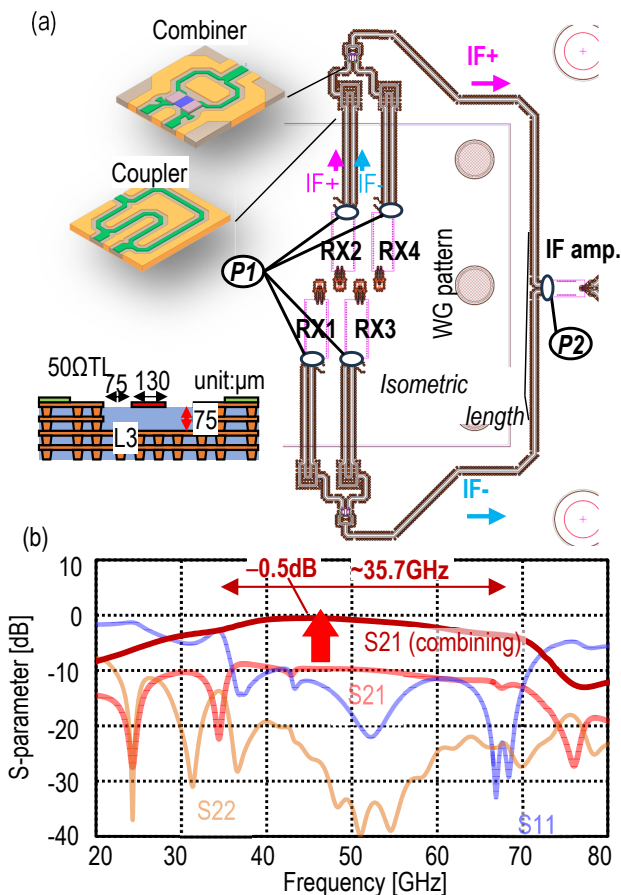 (a)
Combiner
Coupler
IF+
IF+
IF-
P1
RX2
RX4
RX1
RX3
WG pattern
IF amp.
P2
Isometric
length
IF-
50ΩTL
75
130
unit:μm
75
L3
(b)
S-parameter [dB]
10
0
-10
-20
-30
-40
−0.5dB
~35.7GHz
S21 (combining)
S21
S22
S11
20
30
40
50
60
70
80
Frequency [GHz]